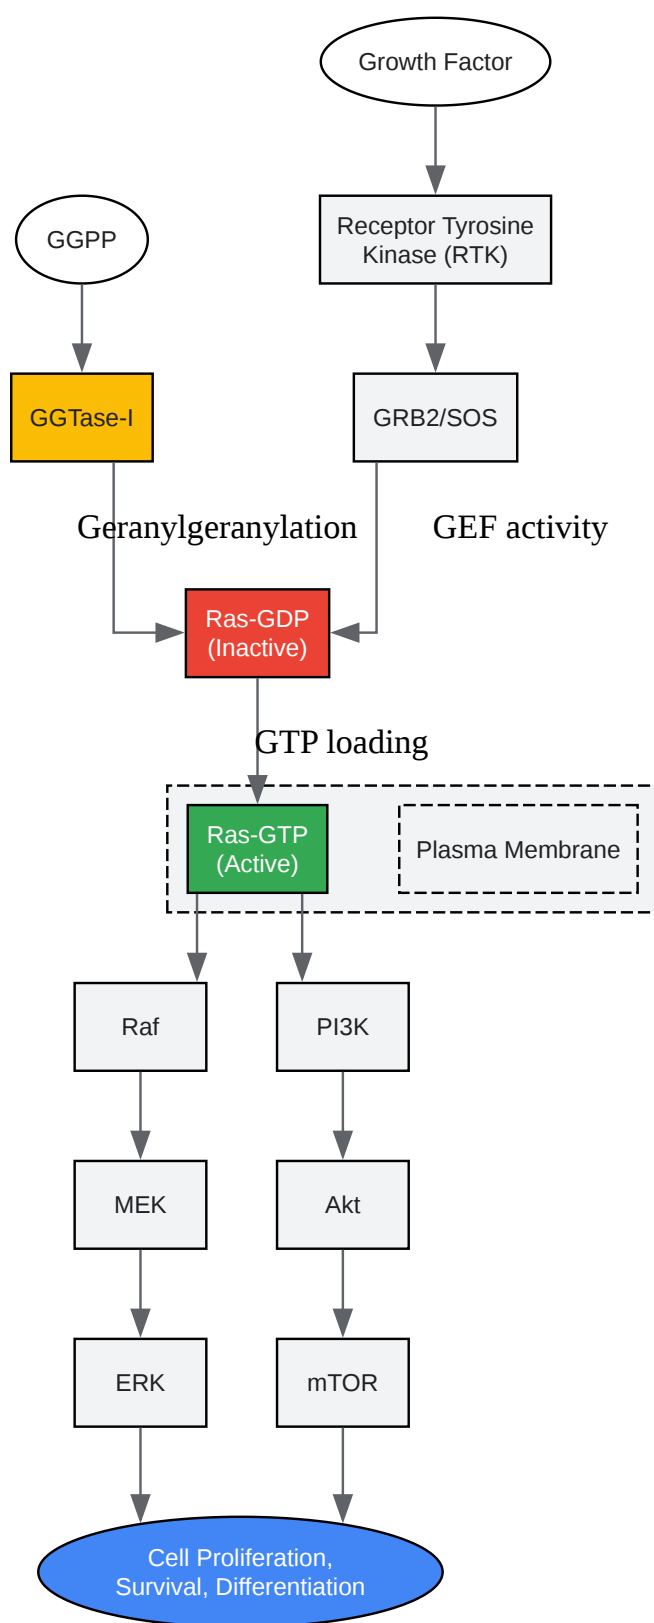 Growth Factor
GGPP
Receptor Tyrosine
Kinase (RTK)
GGTase-I
GRB2/SOS
Geranylgeranylation
GEF activity
Ras-GDP
(Inactive)
GTP loading
Ras-GTP
(Active)
Plasma Membrane
Raf
PI3K
MEK
Akt
ERK
mTOR
Cell Proliferation,
Survival, Differentiation